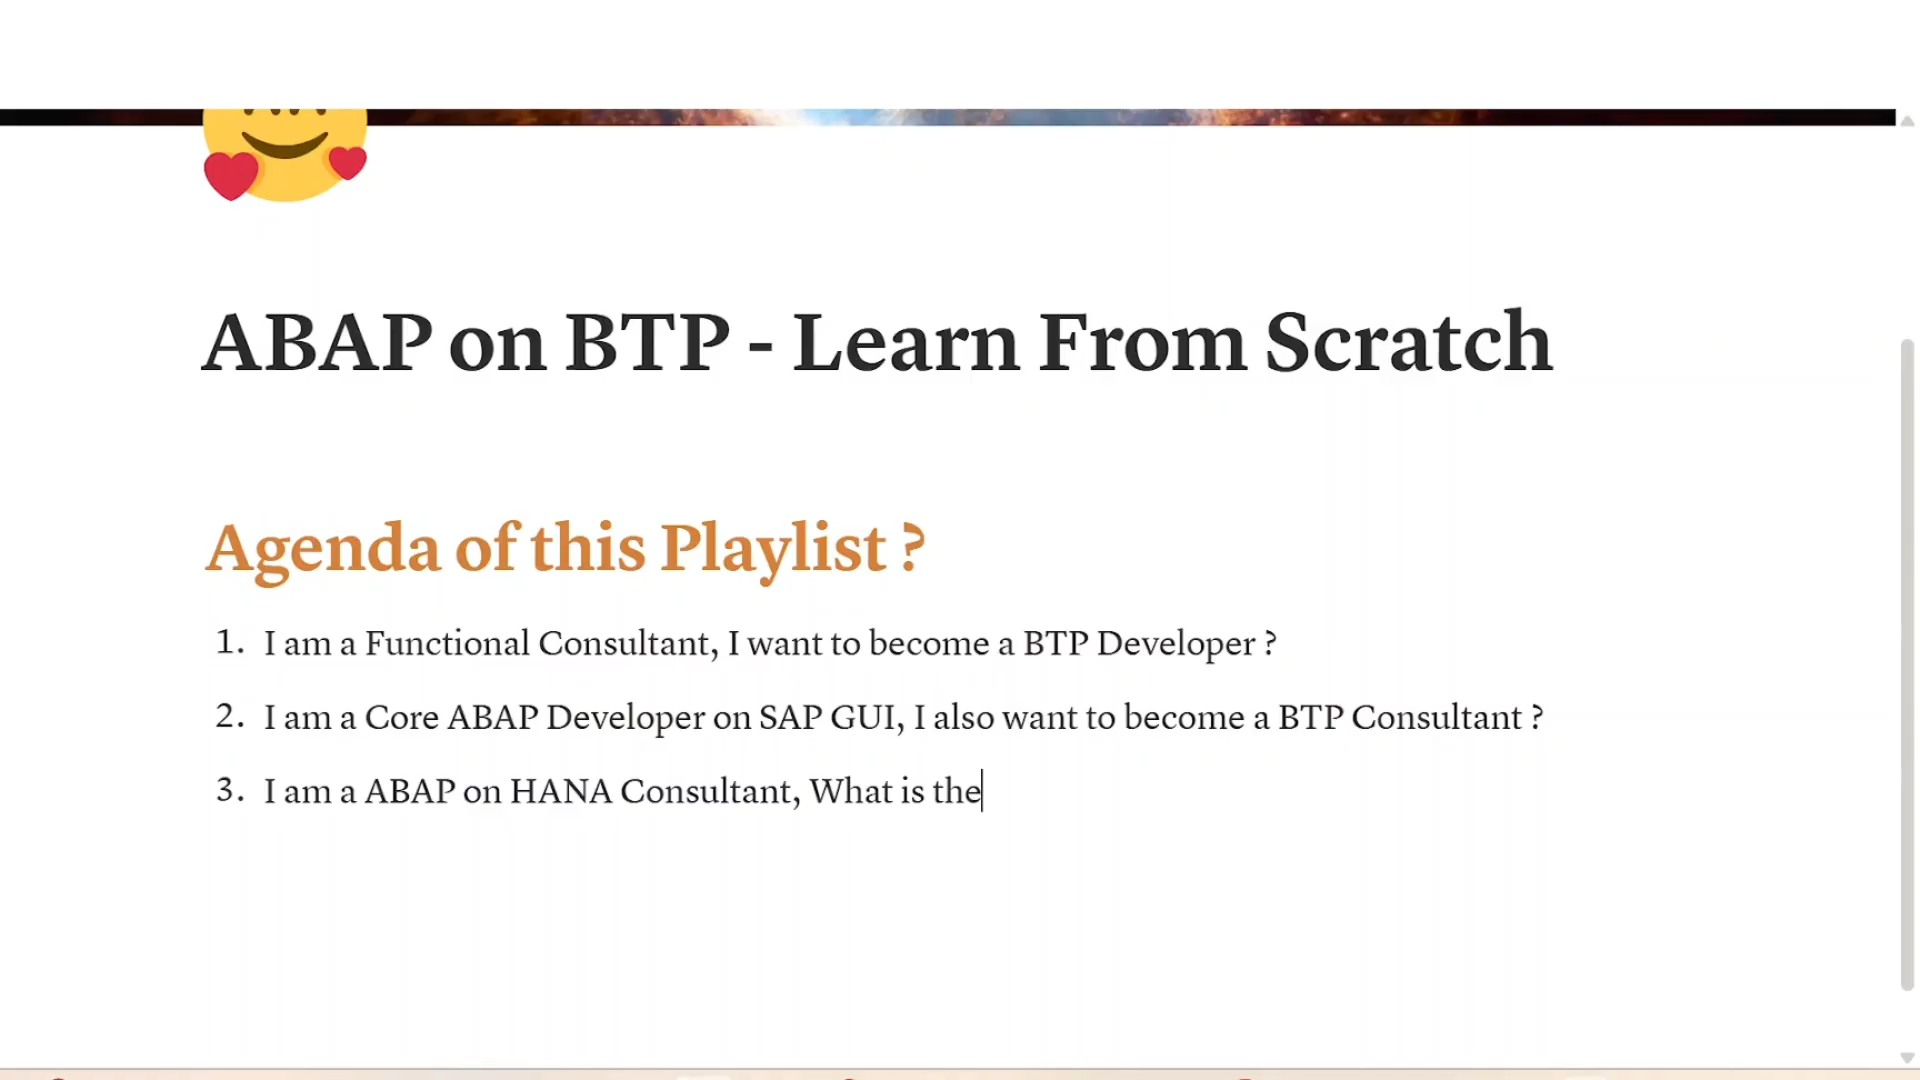 ABAP on BTP - Learn From Scratch
Agenda of this Playlist ?
1. I am a Functional Consultant, I want to become a BTP Developer ?
2. I am a Core ABAP Developer on SAP GUI, I also want to become a BTP Consultant ?
3. I am a ABAP on HANA Consultant, What is the